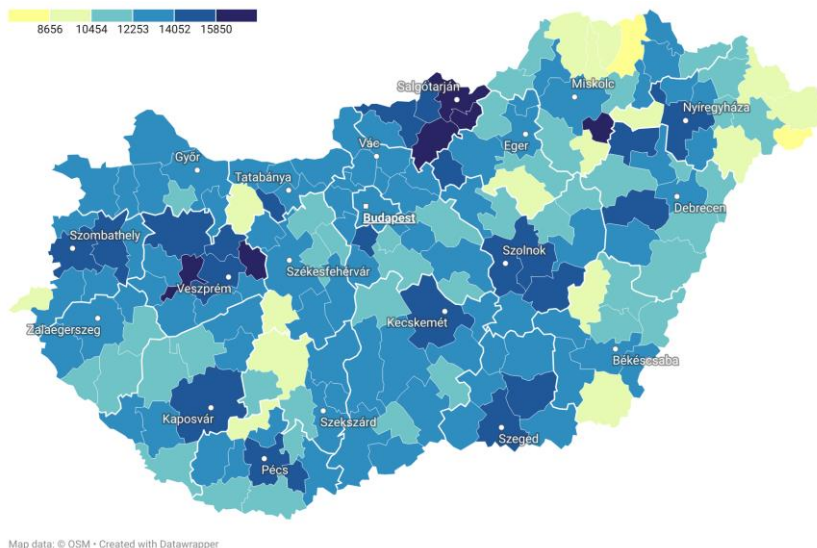 8656 10454 12253 14052 15850
Salgótarján
Miskolc
Nyíregyháza
Vác
Eger
Győr
Tatabánya
Debrecen
Budapest
Szombathely
Szolnok
Székesfehérvár
Veszprém
Kecskemét
Zalaegerszeg
Békéscsaba
Kaposvár
Szekszárd
Szeged
Pécs
Map data: © OSM • Created with Datawrapper